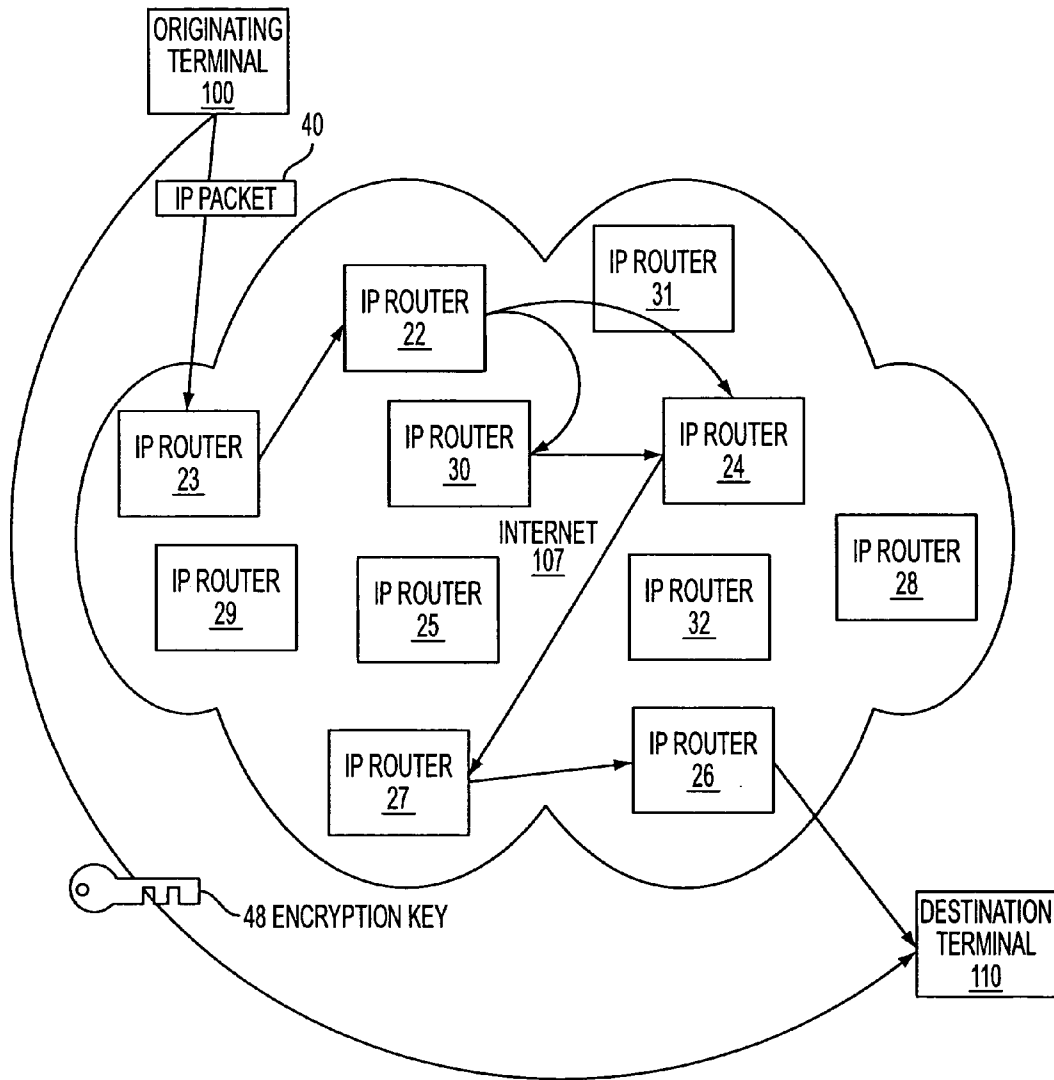 ORIGINATING
TERMINAL
100
40
IP PACKET
IP ROUTER
31
IP ROUTER
22
IP ROUTER
23
IP ROUTER
30
IP ROUTER
24
INTERNET
107
IP ROUTER
29
IP ROUTER
25
IP ROUTER
32
IP ROUTER
28
IP ROUTER
27
IP ROUTER
26
48 ENCRYPTION KEY
DESTINATION
TERMINAL
110